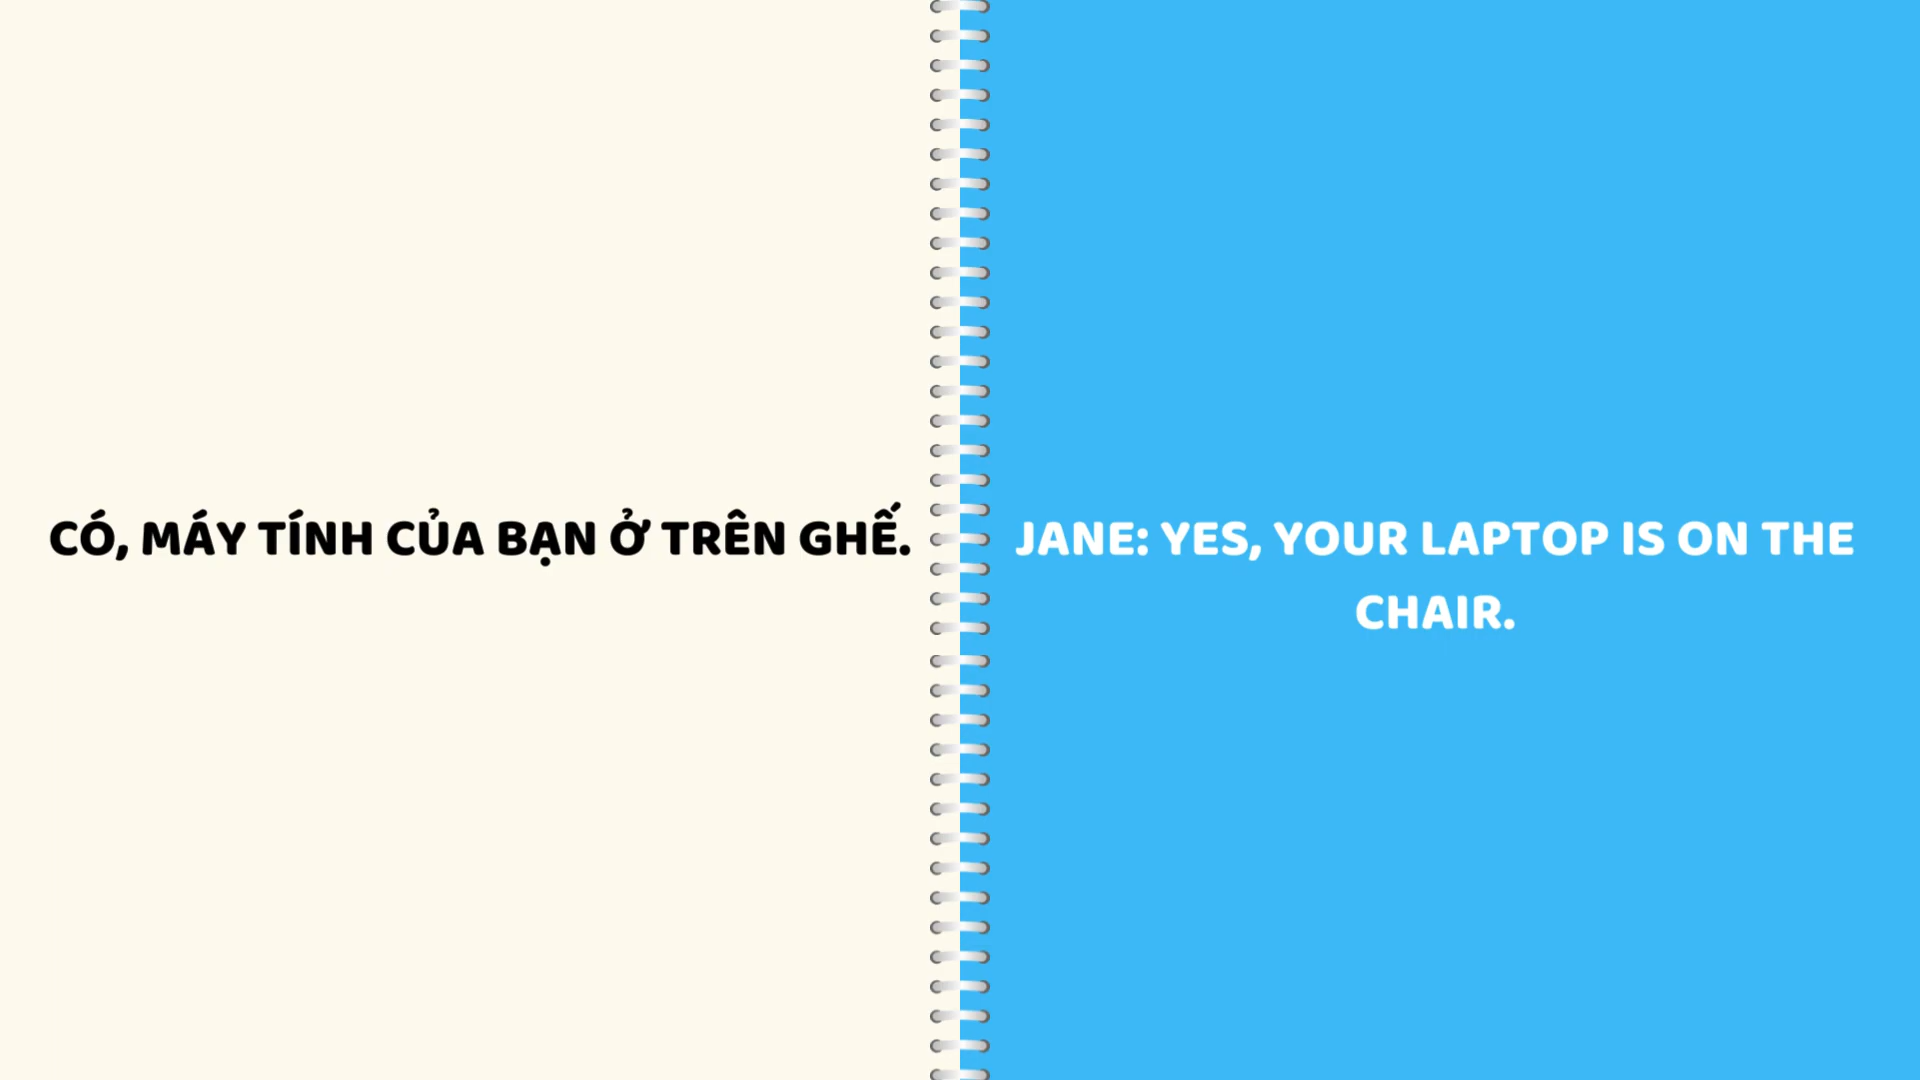 CÓ, MÁY TÍNH CỦA BẠN Ở TRÊN GHẾ.
JANE: YES, YOUR LAPTOP IS ON THE
CHAIR.